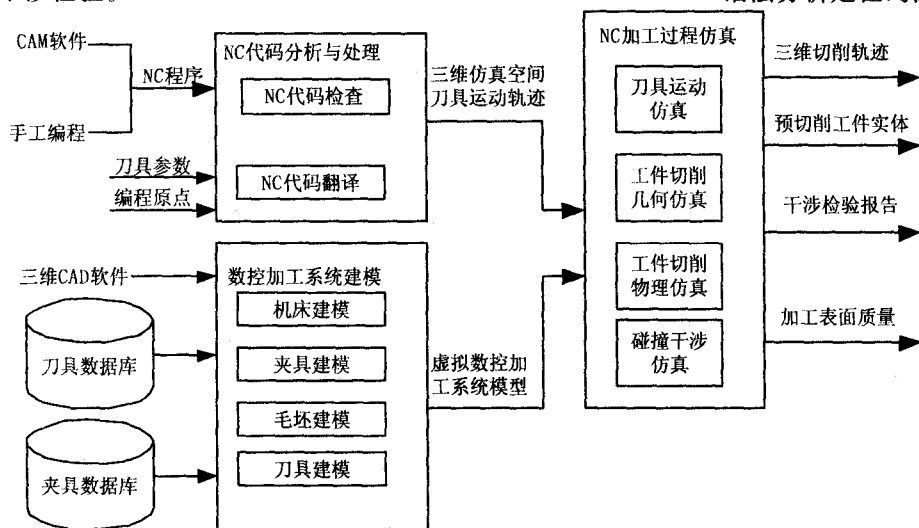 CAM软件
NC程序
手工编程
刀具参数
编程原点
NC代码分析与处理
NC代码检查
NC代码翻译
三维仿真空间
刀具运动轨迹
三维CAD软件
刀具数据库
夹具数据库
数控加工系统建模
机床建模
夹具建模
毛坯建模
刀具建模
虚拟数控加
工系统模型
NC加工过程仿真
刀具运动
仿真
工件切削
几何仿真
工件切削
物理仿真
碰撞干涉
仿真
三维切削轨迹
预切削工件实体
干涉检验报告
加工表面质量